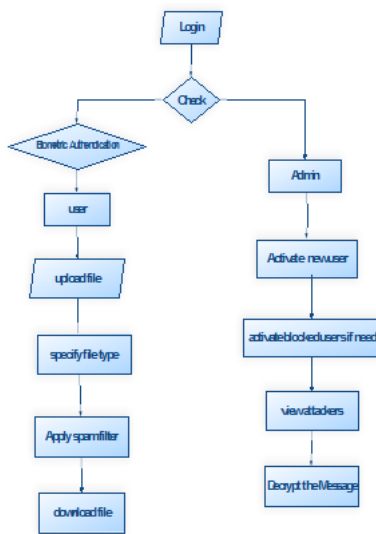 Login
Check
Biometric Authendication
Admin
user
Activate new user
upload file
activate blocked users if need
specify file type
view attackers
Apply spam filter
Decrypt the Message
download file